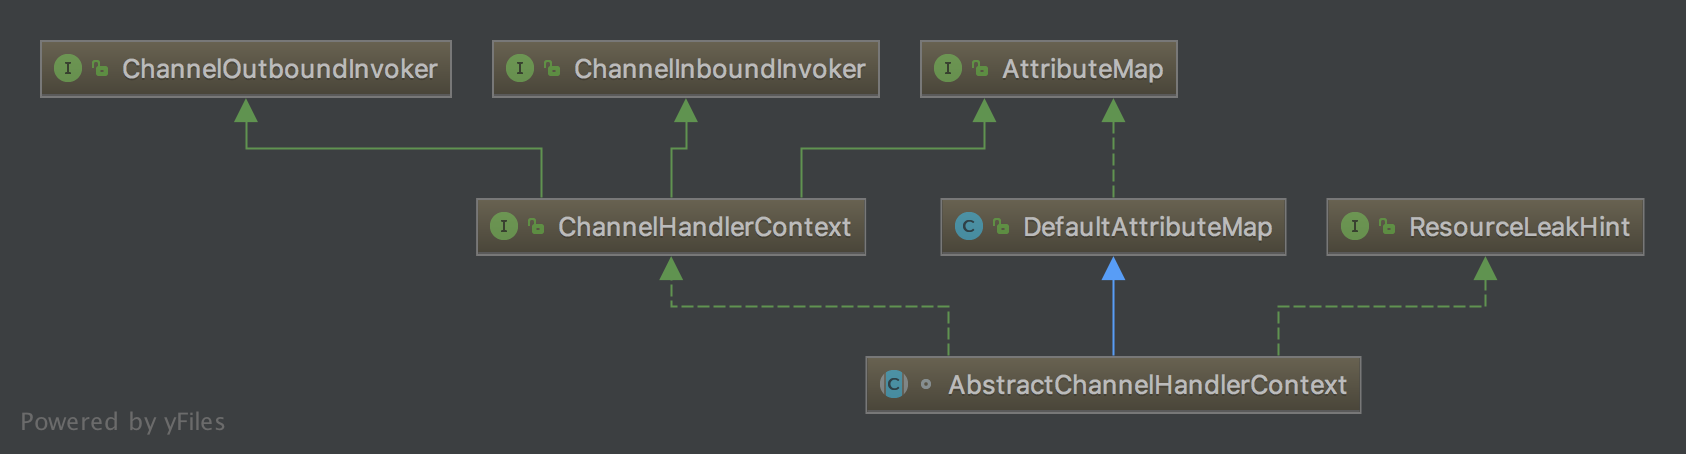 I ChannelOutboundInvoker
I ChannelInboundInvoker
I AttributeMap
I ChannelHandlerContext
C DefaultAttributeMap
I ResourceLeakHint
C AbstractChannelHandlerContext
Powered by yFiles